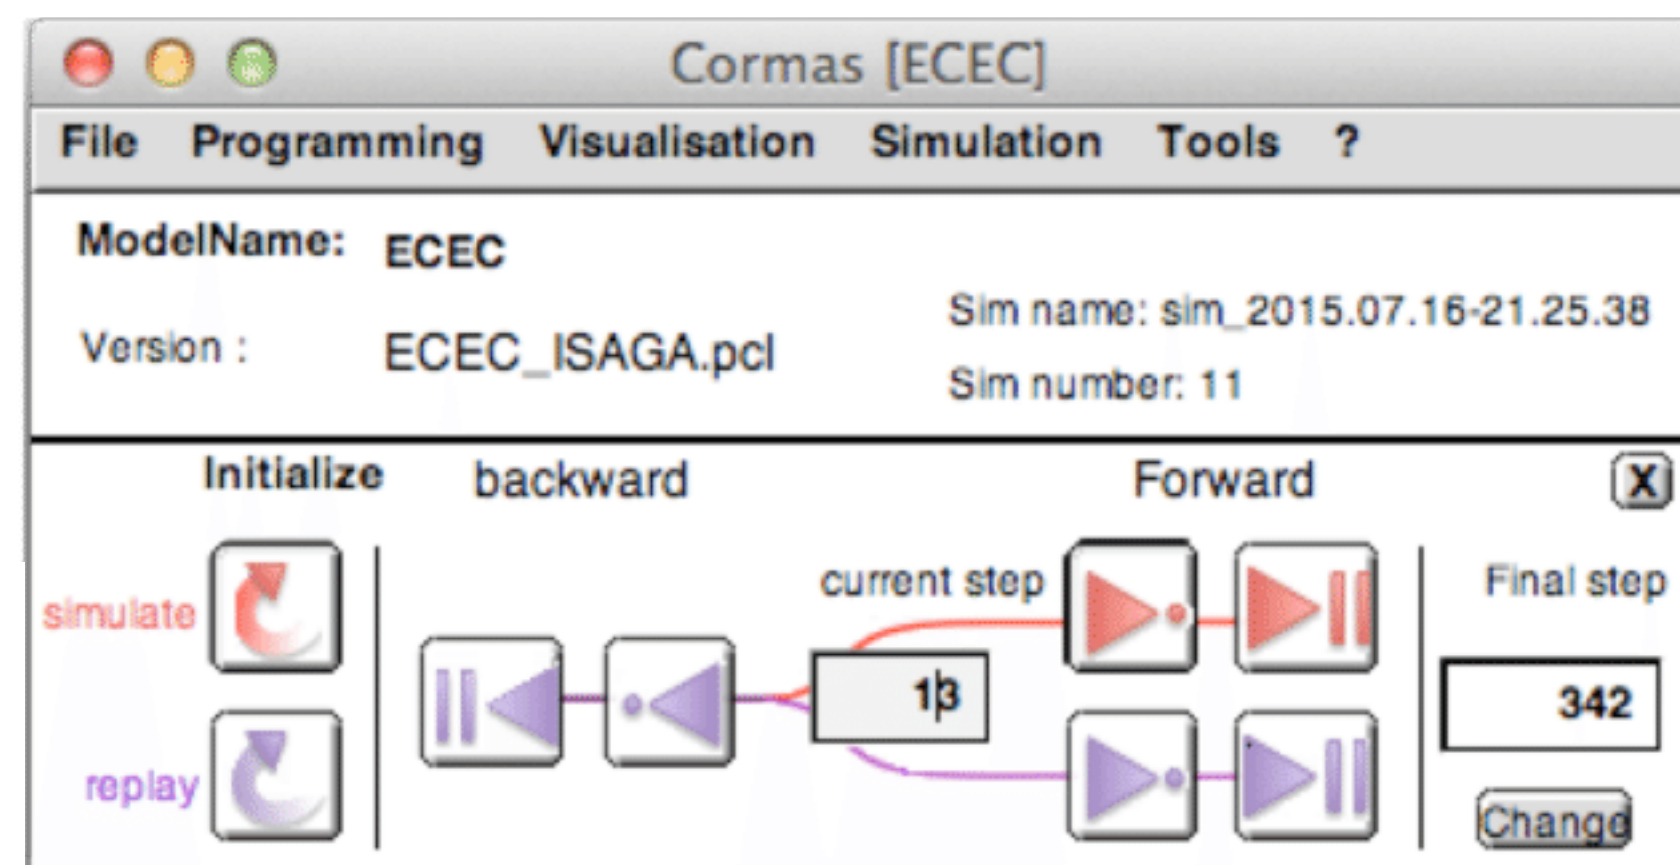 Cormas [ECEC]
File Programming Visualisation Simulation Tools ?
ModelName: ECEC
Sim name: sim_2015.07.16-21.25.38
Version : ECEC_ISAGA.pcl
Sim number: 11
Initialize backward Forward X
simulate current step Final step
13 342
replay Change